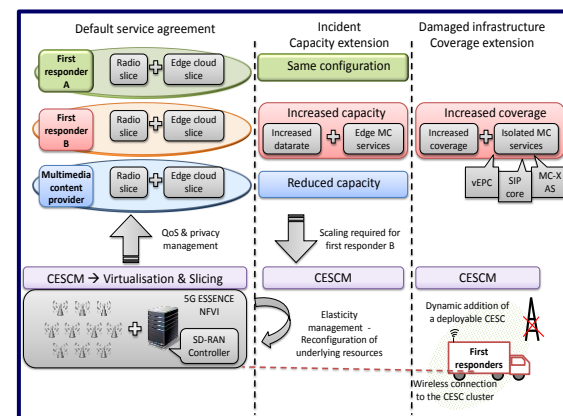 Default service agreement
Incident
Capacity extension
Damaged infrastructure
Coverage extension
First
responder
A
Radio
slice
Edge cloud
slice
Same configuration
First
responder
B
Radio
slice
Edge cloud
slice
Increased capacity
Increased
datarate
Edge MC
services
Increased coverage
Increased
coverage
Isolated MC
services
vEPC
SIP
core
MC-X
AS
Multimedia
content
provider
Radio
slice
Edge cloud
slice
Reduced capacity
QoS & privacy
management
Scaling required for
first responder B
CESCM → Virtualisation & Slicing
CESCM
CESCM
5G ESSENCE
NFVI
SD-RAN
Controller
Elasticity
management -
Reconfiguration of
underlying resources
Dynamic addition of
a deployable CESC
First
responders
Wireless connection
to the CESC cluster